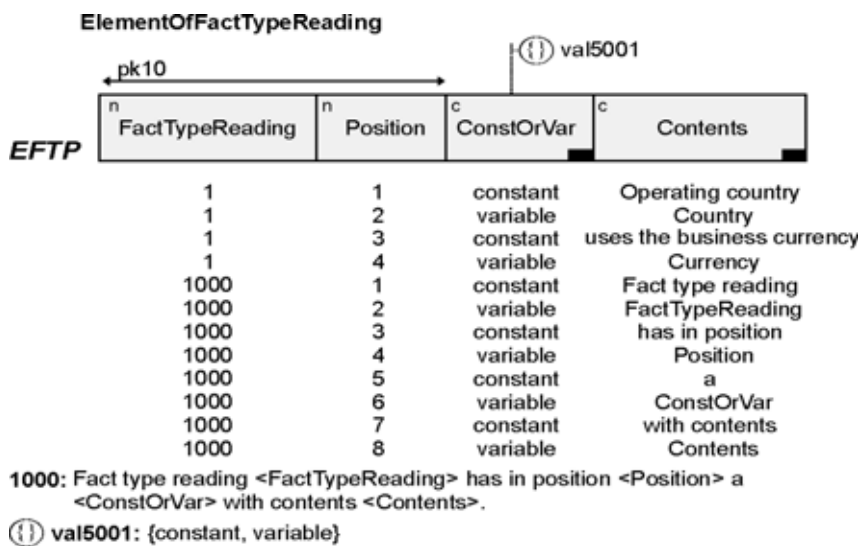 ElementOfFactTypeReading
({}) val5001
pk10
n n c c
FactTypeReading Position ConstOrVar Contents
EFTP
1 1 constant Operating country
1 2 variable Country
1 3 constant uses the business currency
1 4 variable Currency
1000 1 constant Fact type reading
1000 2 variable FactTypeReading
1000 3 constant has in position
1000 4 variable Position
1000 5 constant a
1000 6 variable ConstOrVar
1000 7 constant with contents
1000 8 variable Contents
1000: Fact type reading <FactTypeReading> has in position <Position> a
<ConstOrVar> with contents <Contents>.
({}) val5001: {constant, variable}